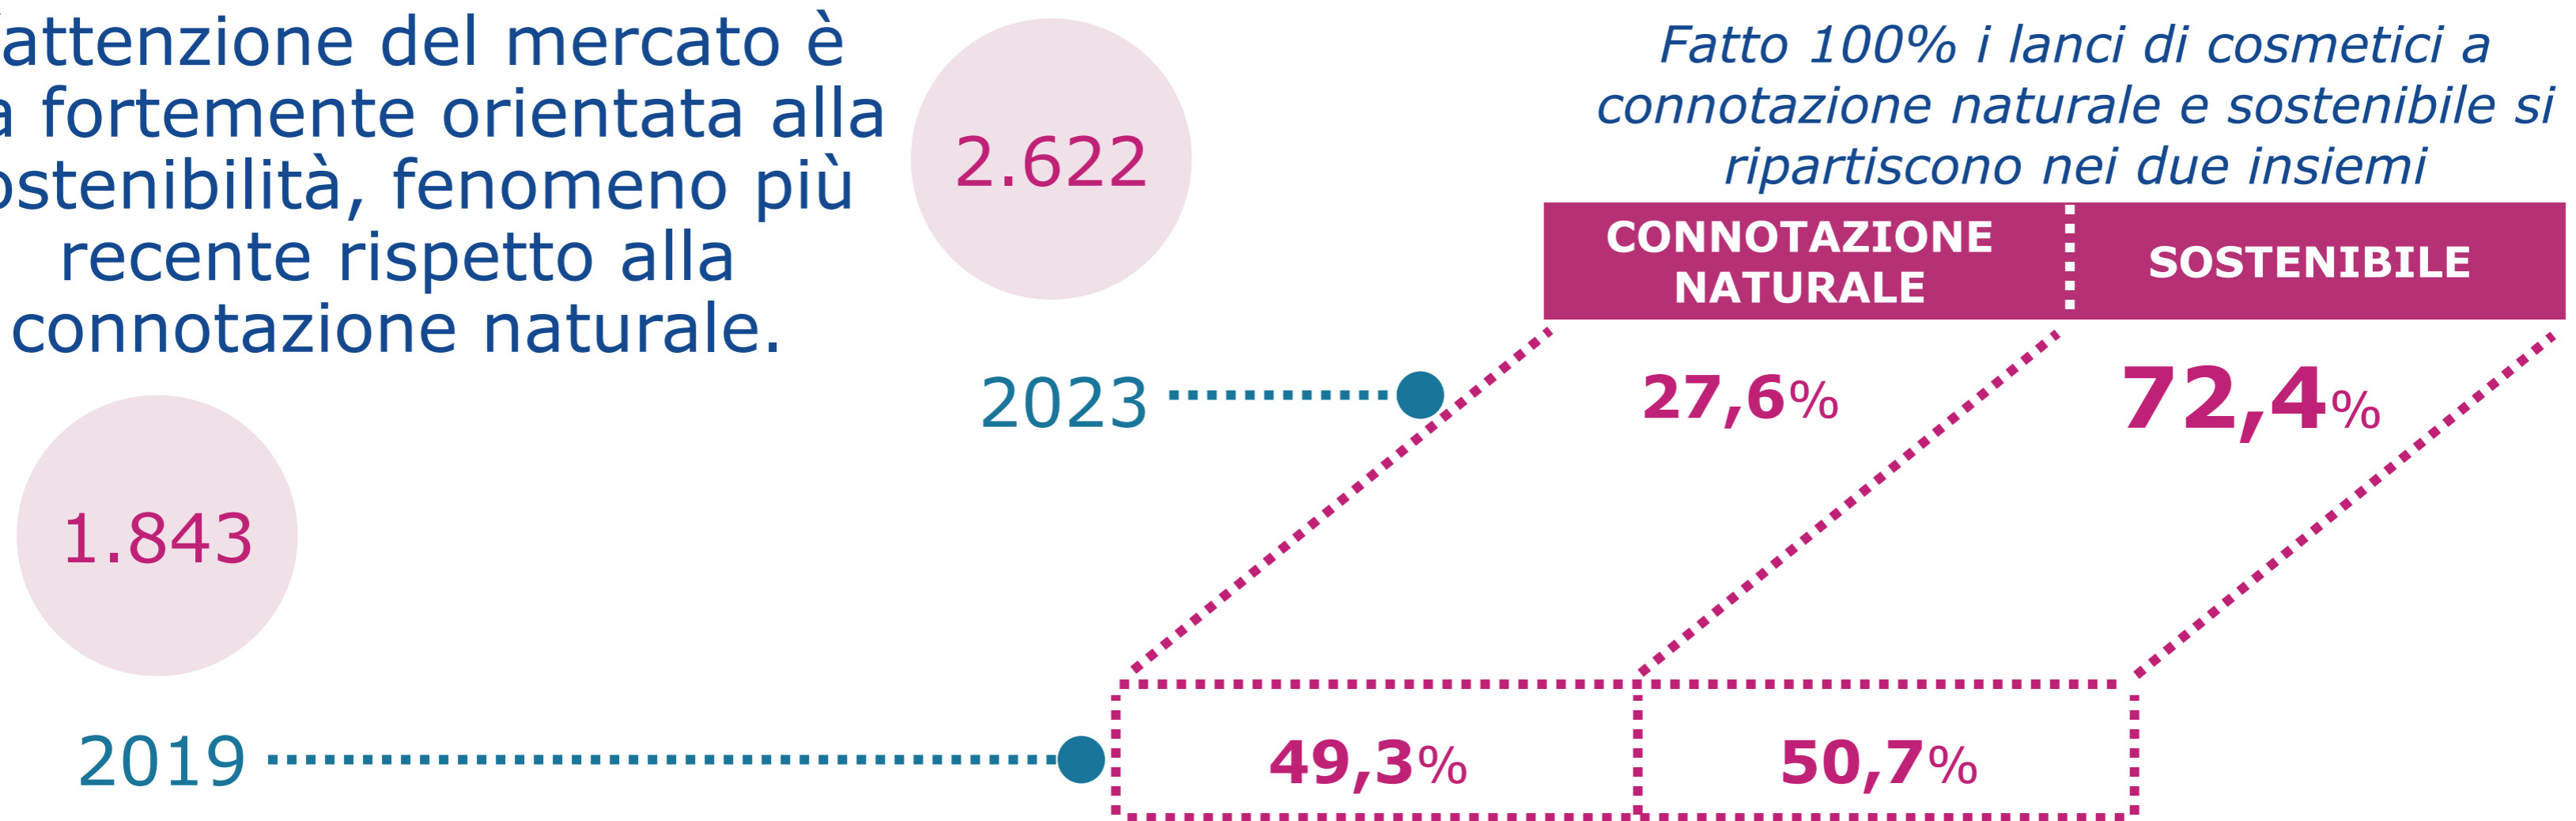 attenzione del mercato è
fortemente orientata alla
ostenibilità, fenomeno più
recente rispetto alla
connotazione naturale.
2.622
Fatto 100% i lanci di cosmetici a
connotazione naturale e sostenibile si
ripartiscono nei due insiemi
CONNOTAZIONE
NATURALE
SOSTENIBILE
2023
27,6%
72,4%
1.843
2019
49,3%
50,7%